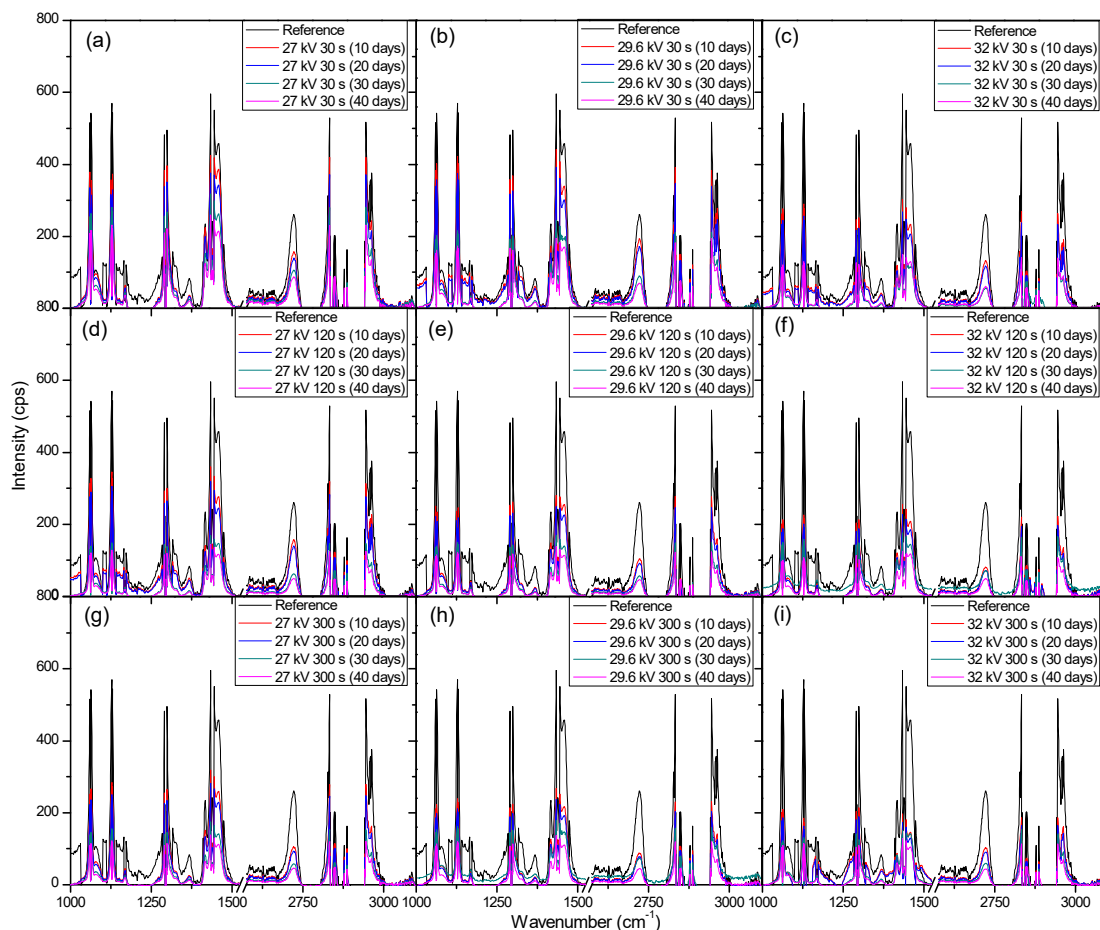 (a)
Reference
27 kV 30 s (10 days)
27 kV 30 s (20 days)
27 kV 30 s (30 days)
27 kV 30 s (40 days)
(b)
Reference
29.6 kV 30 s (10 days)
29.6 kV 30 s (20 days)
29.6 kV 30 s (30 days)
29.6 kV 30 s (40 days)
(c)
Reference
32 kV 30 s (10 days)
32 kV 30 s (20 days)
32 kV 30 s (30 days)
32 kV 30 s (40 days)
800
600
400
200
800
(d)
Reference
27 kV 120 s (10 days)
27 kV 120 s (20 days)
27 kV 120 s (30 days)
27 kV 120 s (40 days)
(e)
Reference
29.6 kV 120 s (10 days)
29.6 kV 120 s (20 days)
29.6 kV 120 s (30 days)
29.6 kV 120 s (40 days)
(f)
Reference
32 kV 120 s (10 days)
32 kV 120 s (20 days)
32 kV 120 s (30 days)
32 kV 120 s (40 days)
600
400
200
800
Intensity (cps)
(g)
Reference
27 kV 300 s (10 days)
27 kV 300 s (20 days)
27 kV 300 s (30 days)
27 kV 300 s (40 days)
(h)
Reference
29.6 kV 300 s (10 days)
29.6 kV 300 s (20 days)
29.6 kV 300 s (30 days)
29.6 kV 300 s (40 days)
(i)
Reference
32 kV 300 s (10 days)
32 kV 300 s (20 days)
32 kV 300 s (30 days)
32 kV 300 s (40 days)
600
400
200
0
1000 1250 1500 2750 3000 1250 1500 2750 3000 1000 1250 1500 2750 3000
Wavenumber (cm⁻¹)